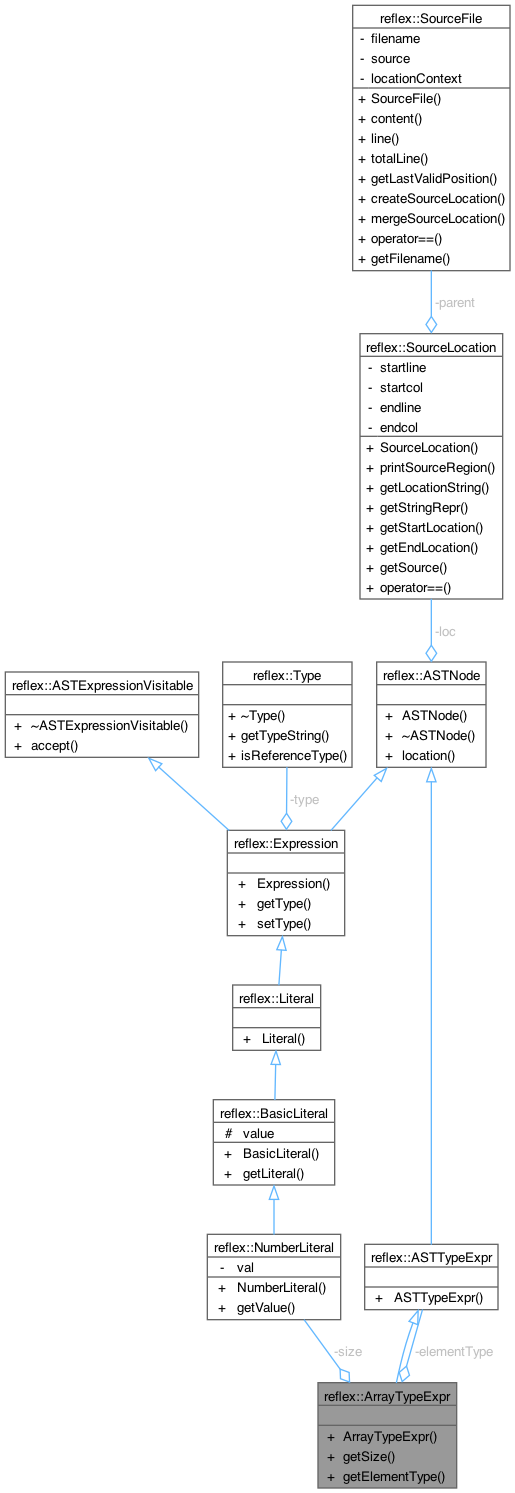 reflex::SourceFile
- filename
- source
- locationContext
+ SourceFile()
+ content()
+ line()
+ totalLine()
+ getLastValidPosition()
+ createSourceLocation()
+ mergeSourceLocation()
+ operator==()
+ getFilename()
-parent
reflex::SourceLocation
- startline
- startcol
- endline
- endcol
+ SourceLocation()
+ printSourceRegion()
+ getLocationString()
+ getStringRepr()
+ getStartLocation()
+ getEndLocation()
+ getSource()
+ operator==()
-loc
reflex::ASTExpressionVisitable
+ ~ASTExpressionVisitable()
+ accept()
reflex::Type
+ ~Type()
+ getTypeString()
+ isReferenceType()
reflex::ASTNode
+ ASTNode()
+ ~ASTNode()
+ location()
-type
reflex::Expression
+ Expression()
+ getType()
+ setType()
reflex::Literal
+ Literal()
reflex::BasicLiteral
# value
+ BasicLiteral()
+ getLiteral()
reflex::NumberLiteral
- val
+ NumberLiteral()
+ getValue()
reflex::ASTTypeExpr
+ ASTTypeExpr()
-size
-elementType
reflex::ArrayTypeExpr
+ ArrayTypeExpr()
+ getSize()
+ getElementType()